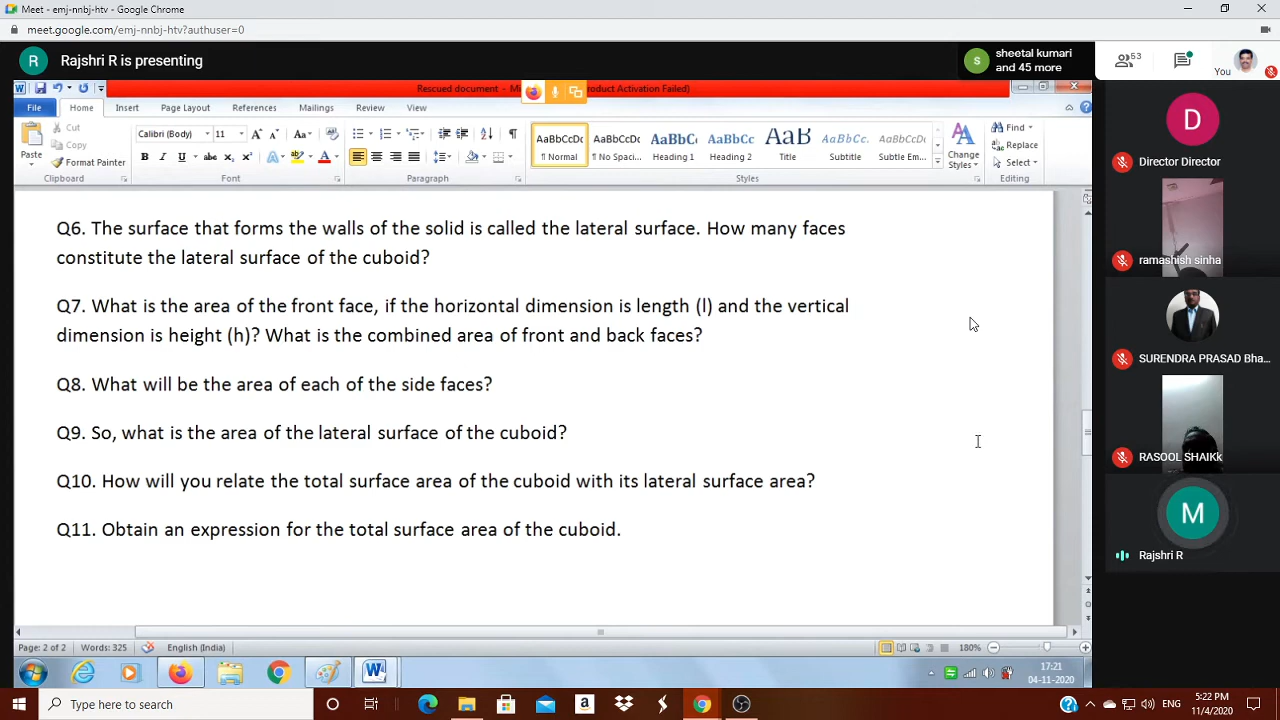 Meet - emj-nnbj-htv - Google Chrome
meet.google.com/emj-nnbj-htv?authuser=0
R Rajshri R is presenting
S sheetal kumari
and 45 more
53
You
Rescued document - Mi roduct Activation Failed)
File Home Insert Page Layout References Mailings Review View
Paste
Cut
Copy
Format Painter
Clipboard
Calibri (Body) 11
Font
Paragraph
AaBbCcDc AaBbCcDc AaBbC AaBbCc AaB AaBbCc. AaBbCcDc
¶ Normal ¶ No Spaci... Heading 1 Heading 2 Title Subtitle Subtle Em...
Styles
Change
Styles
Find
Replace
Select
Editing
Q6. The surface that forms the walls of the solid is called the lateral surface. How many faces
constitute the lateral surface of the cuboid?
Q7. What is the area of the front face, if the horizontal dimension is length (l) and the vertical
dimension is height (h)? What is the combined area of front and back faces?
Q8. What will be the area of each of the side faces?
Q9. So, what is the area of the lateral surface of the cuboid?
Q10. How will you relate the total surface area of the cuboid with its lateral surface area?
Q11. Obtain an expression for the total surface area of the cuboid.
Page: 2 of 2 Words: 325 English (India) 180%
17:21
04-11-2020
D
Director Director
ramashish sinha
SURENDRA PRASAD Bha...
RASOOL SHAIKk
M
Rajshri R
Type here to search
ENG
5:22 PM
11/4/2020